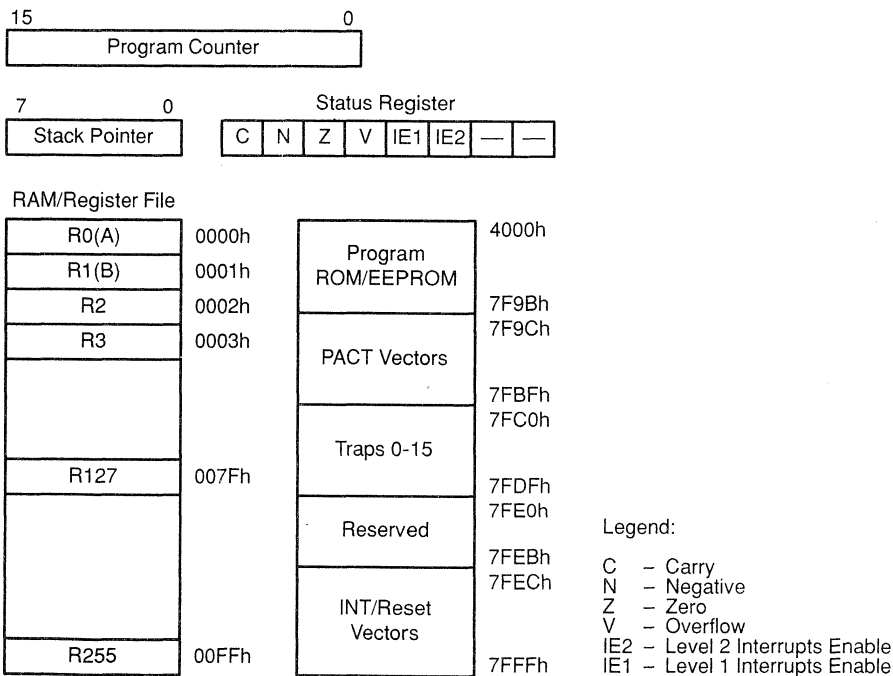 15 0
Program Counter
7 0
Stack Pointer
Status Register
C N Z V IE1 IE2 — —
RAM/Register File
R0(A) 0000h
R1(B) 0001h
R2 0002h
R3 0003h
R127 007Fh
R255 00FFh
4000h
Program
ROM/EEPROM
7F9Bh
7F9Ch
PACT Vectors
7FBFh
7FC0h
Traps 0-15
7FDFh
7FE0h
Reserved
7FEBh
7FECh
INT/Reset
Vectors
7FFFh
Legend:
C – Carry
N – Negative
Z – Zero
V – Overflow
IE2 – Level 2 Interrupts Enable
IE1 – Level 1 Interrupts Enable